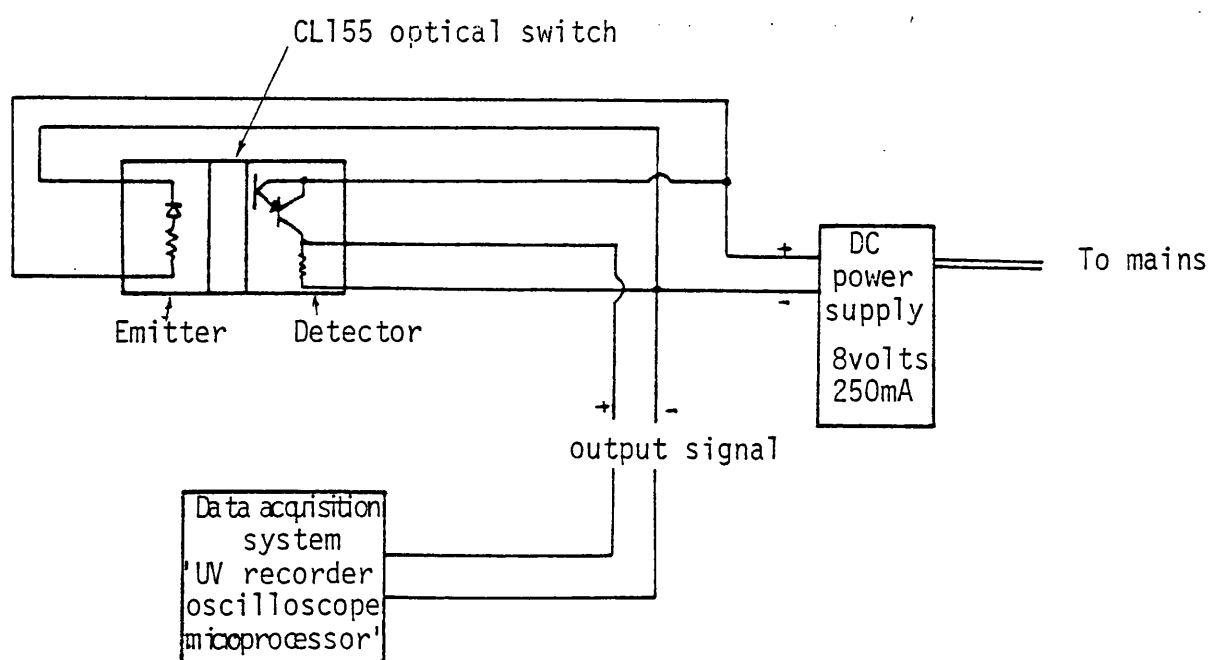 CL155 optical switch
Emitter
Detector
+
-
DC
power
supply
8volts
250mA
To mains
+ -
output signal
Data acqisition
system
'UV recorder
oscilloscope
microprocessor'